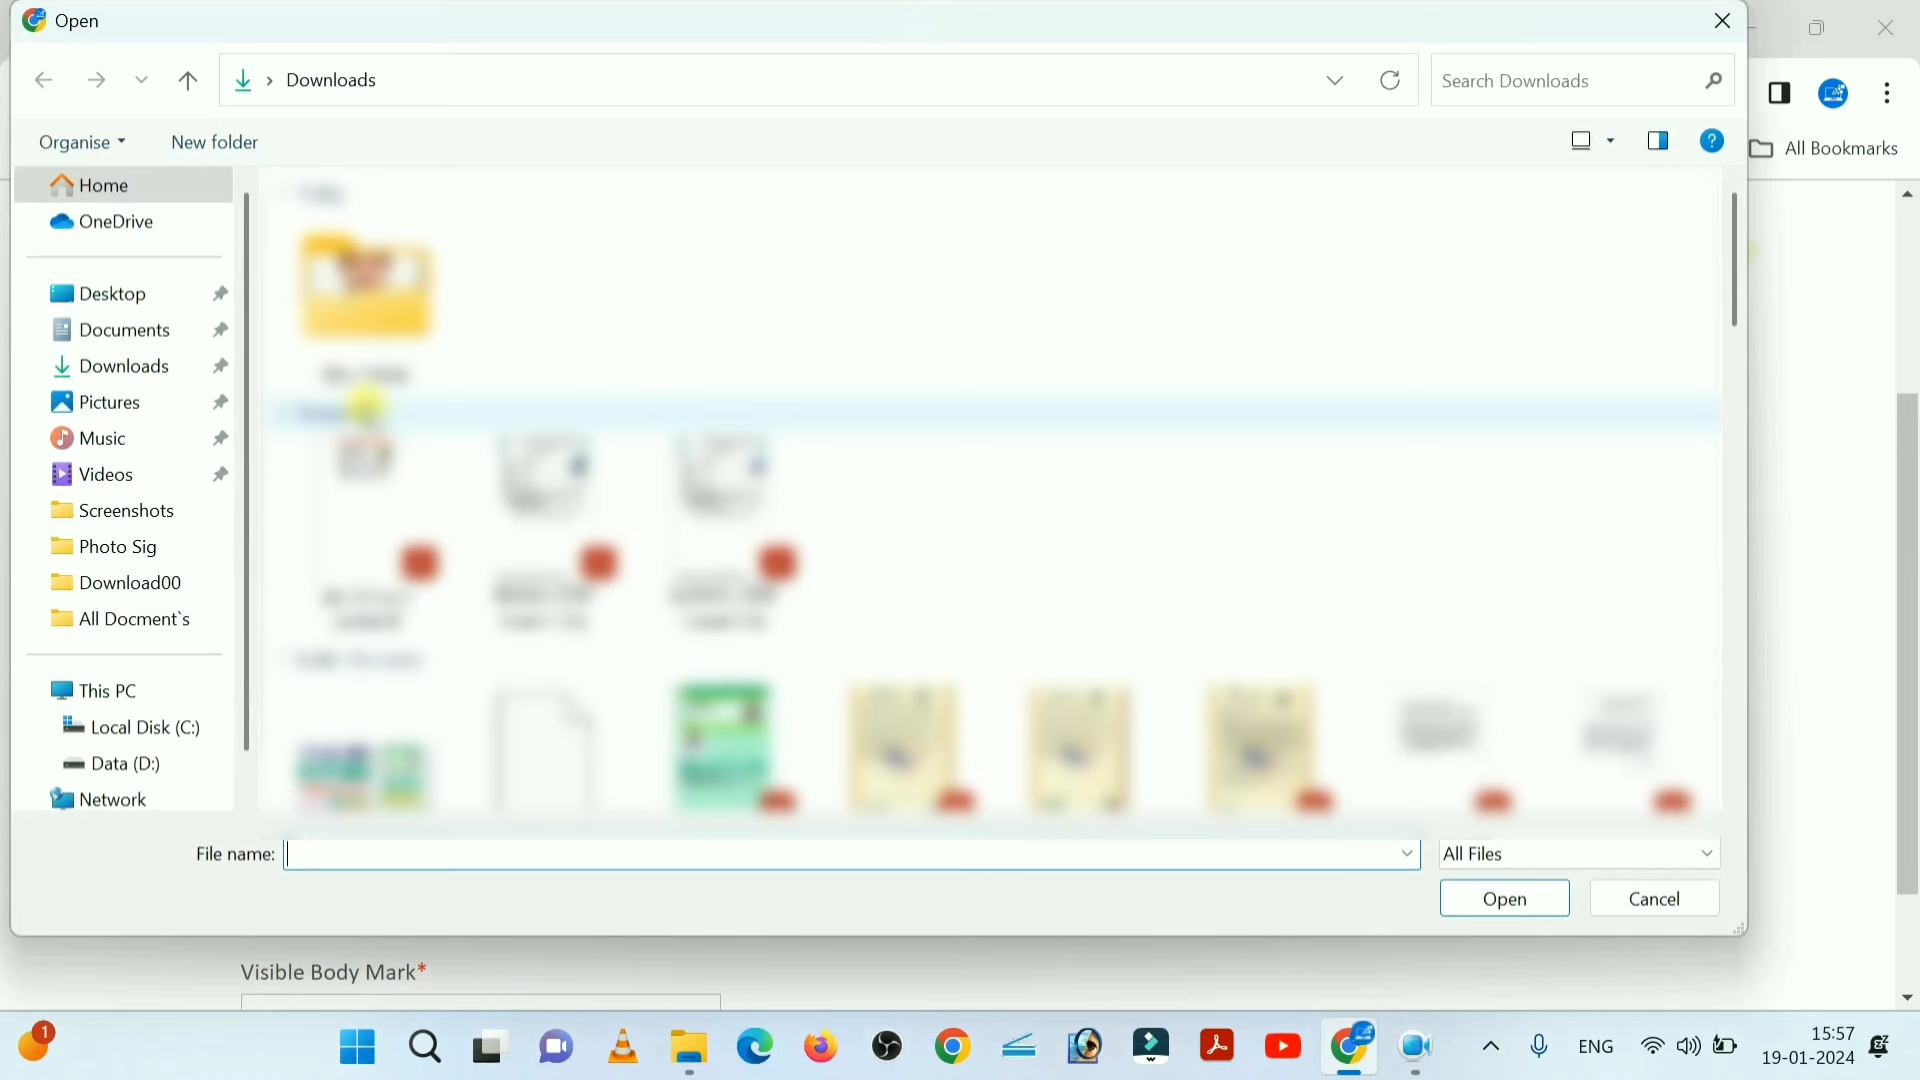 Open
Downloads
Search Downloads
Organise
New folder
All Bookmarks
Home
OneDrive
Desktop
Documents
Downloads
Pictures
Music
Videos
Screenshots
Photo Sig
Download00
All Docment`s
This PC
Local Disk (C:)
Data (D:)
Network
File name:
All Files
Open
Cancel
Visible Body Mark*
1
ENG
15:57
19-01-2024